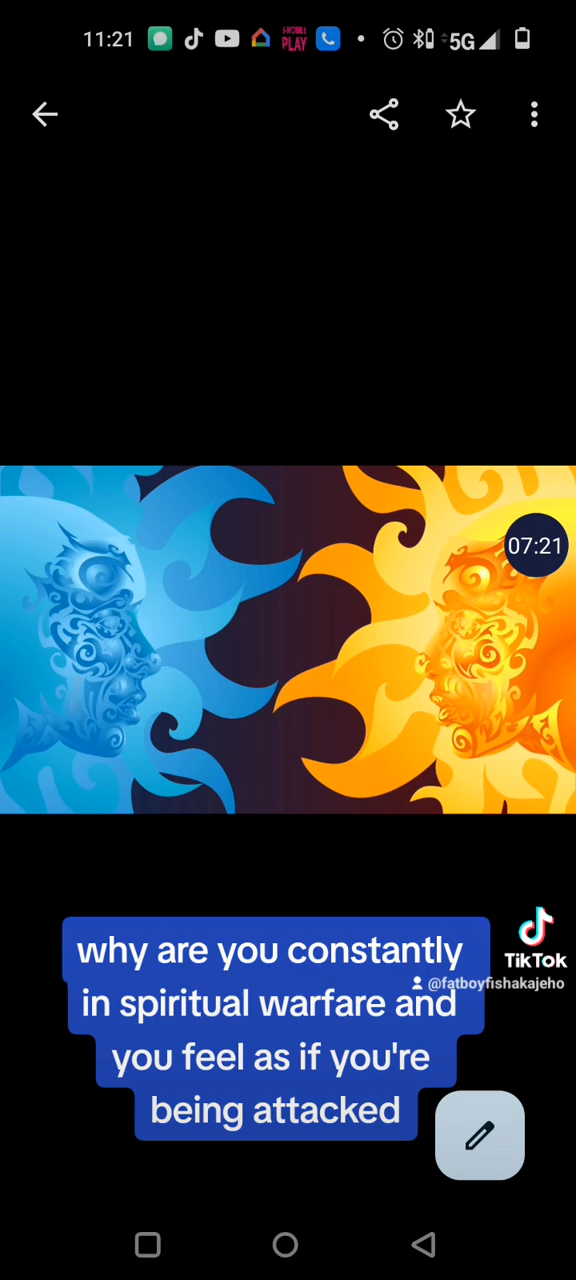 11:21
T-MOBILE
PLAY
5G
07:21
why are you constantly
in spiritual warfare and
you feel as if you're
being attacked
TikTok
@fatboyfishakajeho